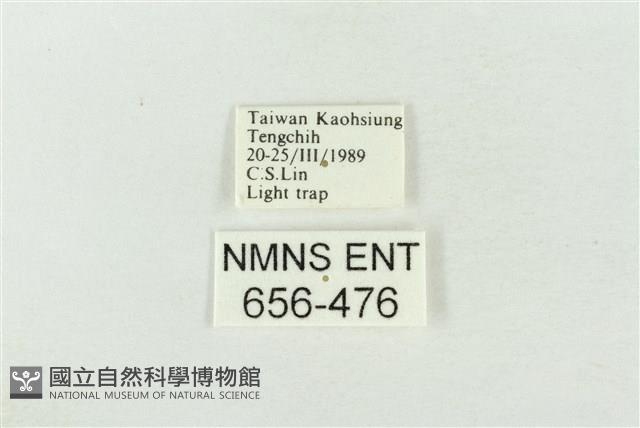 Taiwan Kaohsiung
Tengchih
20-25/III/1989
C.S.Lin
Light trap
NMNS ENT
656-476
國立自然科學博物館
NATIONAL MUSEUM OF NATURAL SCIENCE